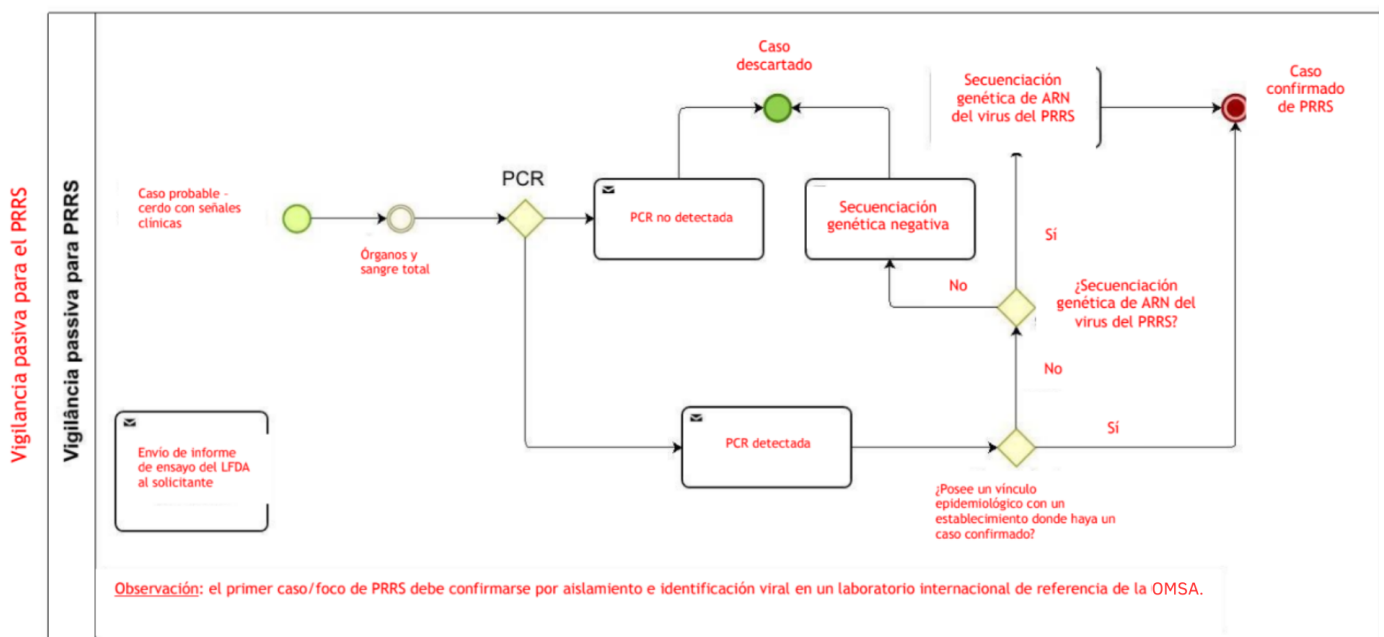 Vigilancia pasiva para el PRRS
Vigilância passiva para PRRS
Caso probable -
cerdo con señales
clínicas
Órganos y
sangre total
PCR
PCR no detectada
Caso
descartado
Secuenciación
genética negativa
Secuenciación
genética de ARN
del virus del PRRS
Caso
confirmado
de PRRS
Sí
No
¿Secuenciación
genética de ARN del
virus del PRRS?
No
Sí
PCR detectada
¿Posee un vínculo
epidemiológico con un
establecimiento donde haya un
caso confirmado?
Envío de informe
de ensayo del LFDA
al solicitante
Observación: el primer caso/foco de PRRS debe confirmarse por aislamiento e identificación viral en un laboratorio internacional de referencia de la OMSA.